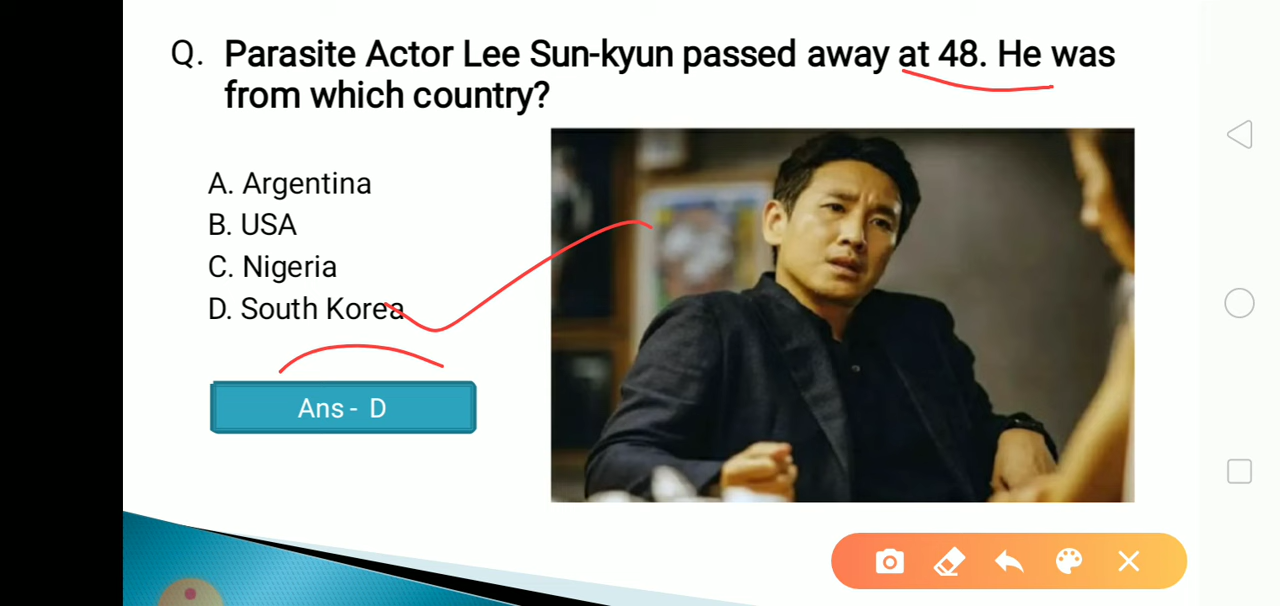 Q. Parasite Actor Lee Sun-kyun passed away at 48. He was
from which country?
A. Argentina
B. USA
C. Nigeria
D. South Korea
Ans - D